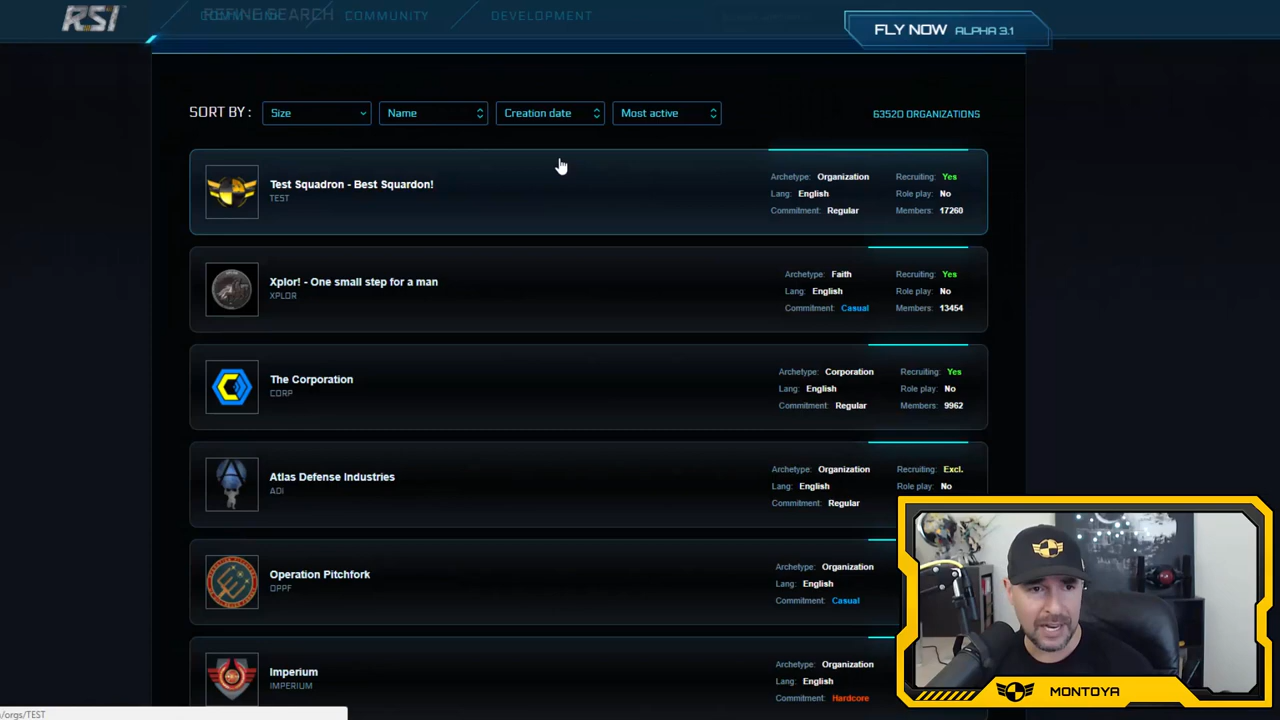 RSI
REFINE SEARCH
COMMUNITY
DEVELOPMENT
FLY NOW ALPHA 3.1
SORT BY :
Size
Name
Creation date
Most active
63520 ORGANIZATIONS
Test Squadron - Best Squardon!
TEST
Archetype: Organization
Lang: English
Commitment: Regular
Recruiting: Yes
Role play: No
Members: 17260
Xplor! - One small step for a man
XPLOR
Archetype: Faith
Lang: English
Commitment: Casual
Recruiting: Yes
Role play: No
Members: 13454
The Corporation
CORP
Archetype: Corporation
Lang: English
Commitment: Regular
Recruiting: Yes
Role play: No
Members: 9962
Atlas Defense Industries
ADI
Archetype: Organization
Lang: English
Commitment: Regular
Recruiting: Excl.
Role play: No
Operation Pitchfork
OPPF
Archetype: Organization
Lang: English
Commitment: Casual
Imperium
IMPERIUM
Archetype: Organization
Lang: English
Commitment: Hardcore
MONTOYA
/orgs/TEST